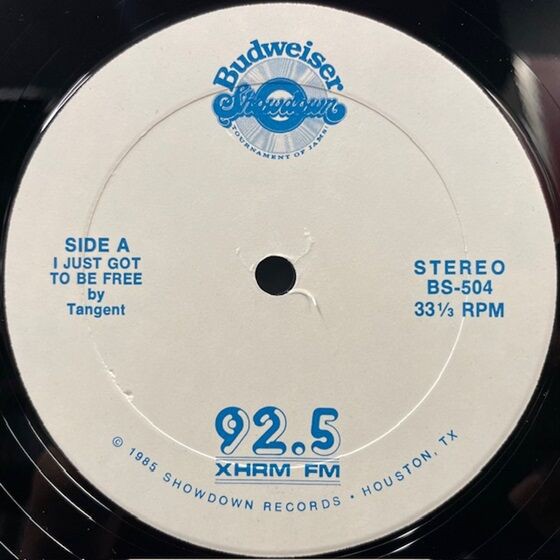 Budweiser
Showdown
TOURNAMENT OF JAMS!
SIDE A
I JUST GOT
TO BE FREE
by
Tangent
STEREO
BS-504
33⅓ RPM
92.5
XHRM FM
© 1985 SHOWDOWN RECORDS • HOUSTON, TX